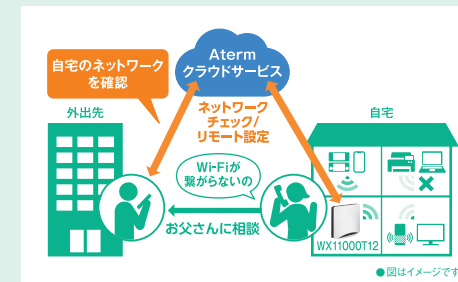 Aterm
クラウドサービス
自宅のネットワーク
を確認
外出先
ネットワーク
チェック/
リモート設定
自宅
Wi-Fiが
繋がらないの
お父さんに相談
WX11000T12
●図はイメージです